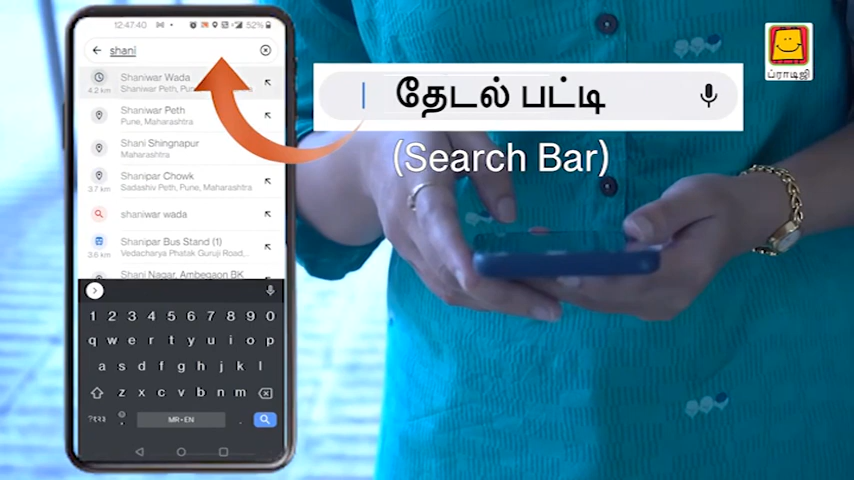 12:47:40
52%
shani
Shaniwar Wada
4.2 km
Shaniwar Peth, Pu
Maharashtra
Shaniwar Peth
Pune, Maharashtra
Shani Shingnapur
Maharashtra
Shanipar Chowk
3.7 km
Sadashiv Peth, Pune, Maharashtra
shaniwar wada
Shanipar Bus Stand (1)
3.6 km
Vedacharya Phatak Guruji Road,...
Shani Nagar, Ambegaon BK
1 2 3 4 5 6 7 8 9 0
q w e r t y u i o p
a s d f g h j k l
z x c v b n m
?१२३ , MR • EN .
தேடல் பட்டி
(Search Bar)
ப்ராடிஜி